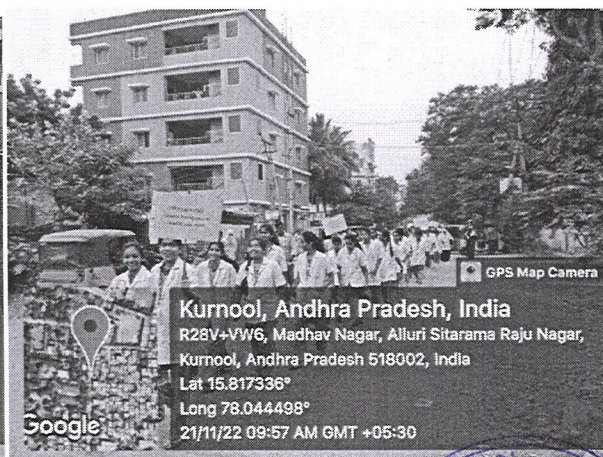 GPS Map Camera
Kurnool, Andhra Pradesh, India
R28V+VW6, Madhav Nagar, Alluri Sitarama Raju Nagar,
Kurnool, Andhra Pradesh 518002, India
Lat 15.817336°
Long 78.044498°
21/11/22 09:57 AM GMT +05:30
Google